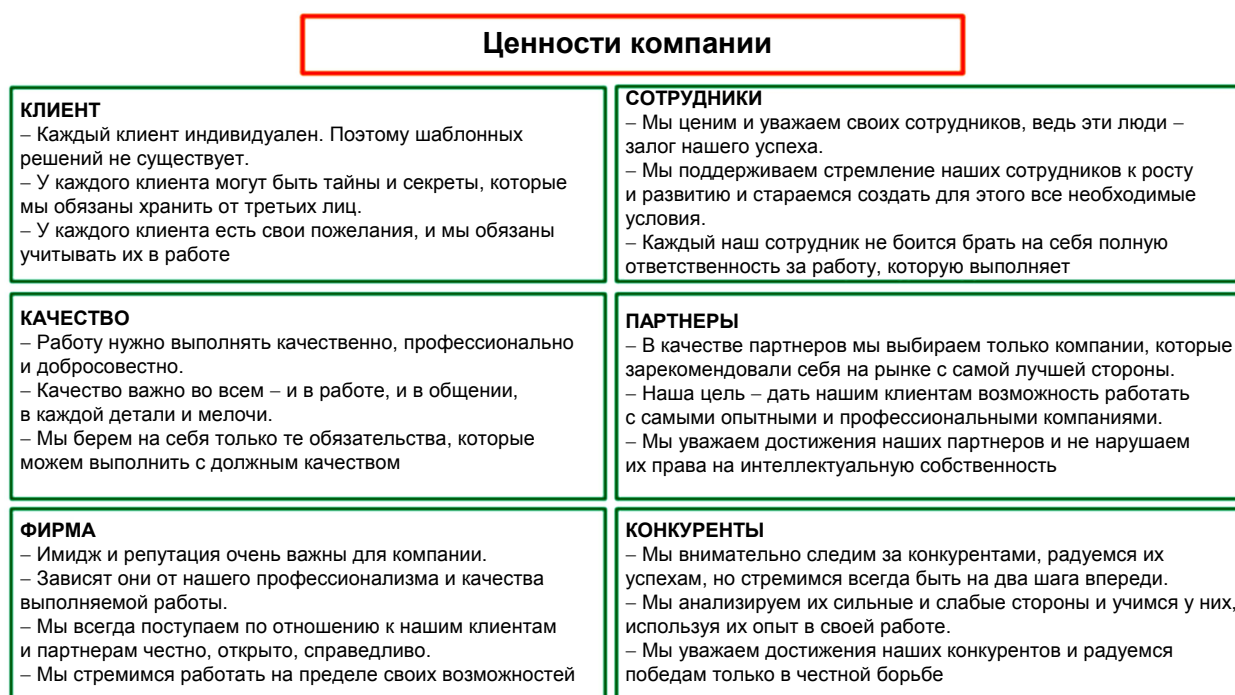 Ценности компании
КЛИЕНТ
– Каждый клиент индивидуален. Поэтому шаблонных
решений не существует.
– У каждого клиента могут быть тайны и секреты, которые
мы обязаны хранить от третьих лиц.
– У каждого клиента есть свои пожелания, и мы обязаны
учитывать их в работе
СОТРУДНИКИ
– Мы ценим и уважаем своих сотрудников, ведь эти люди –
залог нашего успеха.
– Мы поддерживаем стремление наших сотрудников к росту
и развитию и стараемся создать для этого все необходимые
условия.
– Каждый наш сотрудник не боится брать на себя полную
ответственность за работу, которую выполняет
КАЧЕСТВО
– Работу нужно выполнять качественно, профессионально
и добросовестно.
– Качество важно во всем – и в работе, и в общении,
в каждой детали и мелочи.
– Мы берем на себя только те обязательства, которые
можем выполнить с должным качеством
ПАРТНЕРЫ
– В качестве партнеров мы выбираем только компании, которые
зарекомендовали себя на рынке с самой лучшей стороны.
– Наша цель – дать нашим клиентам возможность работать
с самыми опытными и профессиональными компаниями.
– Мы уважаем достижения наших партнеров и не нарушаем
их права на интеллектуальную собственность
ФИРМА
– Имидж и репутация очень важны для компании.
– Зависят они от нашего профессионализма и качества
выполняемой работы.
– Мы всегда поступаем по отношению к нашим клиентам
и партнерам честно, открыто, справедливо.
– Мы стремимся работать на пределе своих возможностей
КОНКУРЕНТЫ
– Мы внимательно следим за конкурентами, радуемся их
успехам, но стремимся всегда быть на два шага впереди.
– Мы анализируем их сильные и слабые стороны и учимся у них,
используя их опыт в своей работе.
– Мы уважаем достижения наших конкурентов и радуемся
победам только в честной борьбе